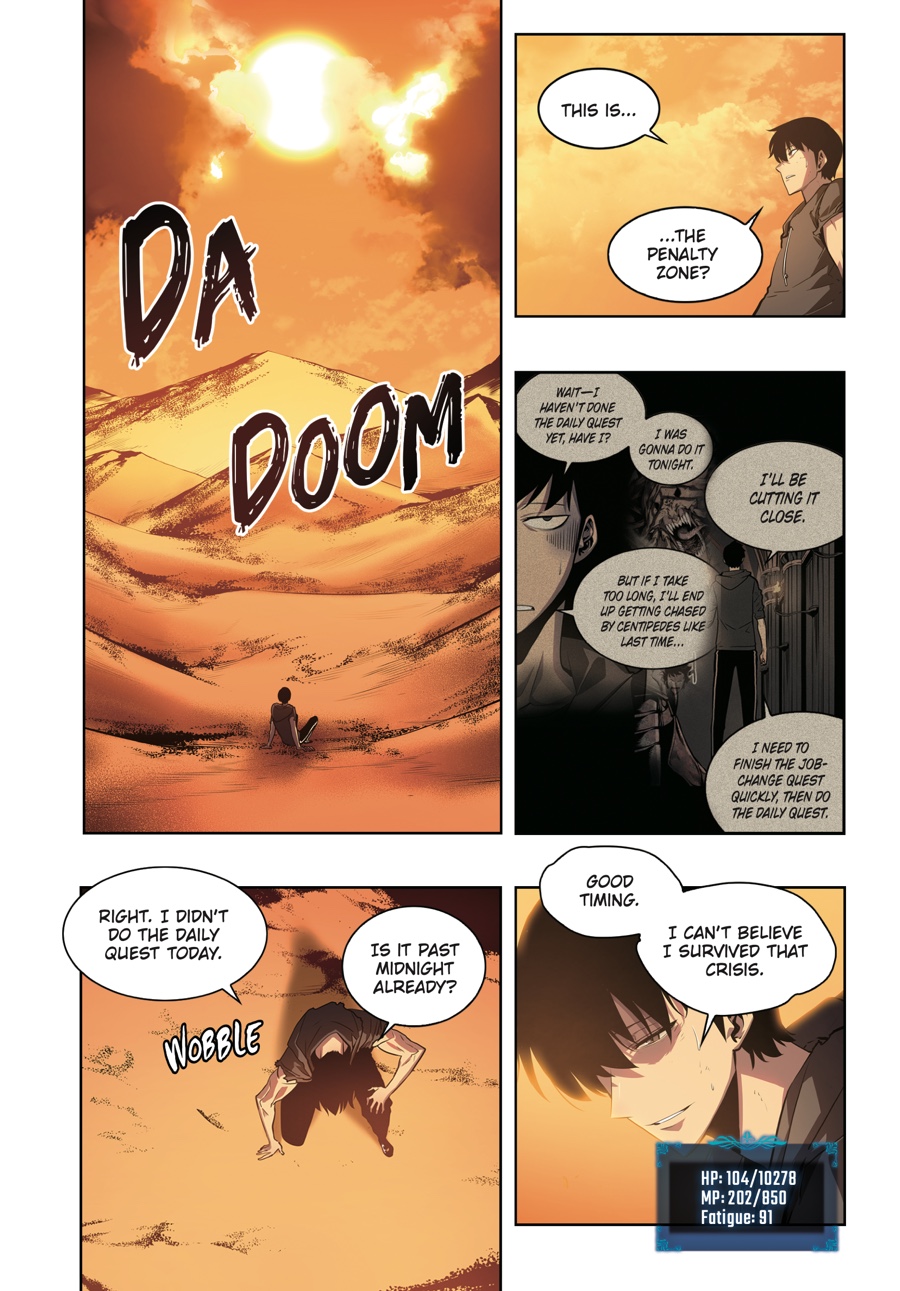 DA
DOOM
THIS IS...
...THE
PENALTY
ZONE?
WAIT—I
HAVEN'T DONE
THE DAILY QUEST
YET, HAVE I?
I WAS
GONNA DO IT
TONIGHT.
I'LL BE
CUTTING IT
CLOSE.
BUT IF I TAKE
TOO LONG, I'LL END
UP GETTING CHASED
BY CENTIPEDES LIKE
LAST TIME...
I NEED TO
FINISH THE JOB-
CHANGE QUEST
QUICKLY, THEN DO
THE DAILY QUEST.
RIGHT. I DIDN'T
DO THE DAILY
QUEST TODAY.
IS IT PAST
MIDNIGHT
ALREADY?
WOBBLE
GOOD
TIMING.
I CAN'T BELIEVE
I SURVIVED THAT
CRISIS.
HP: 104/10278
MP: 202/850
Fatigue: 91